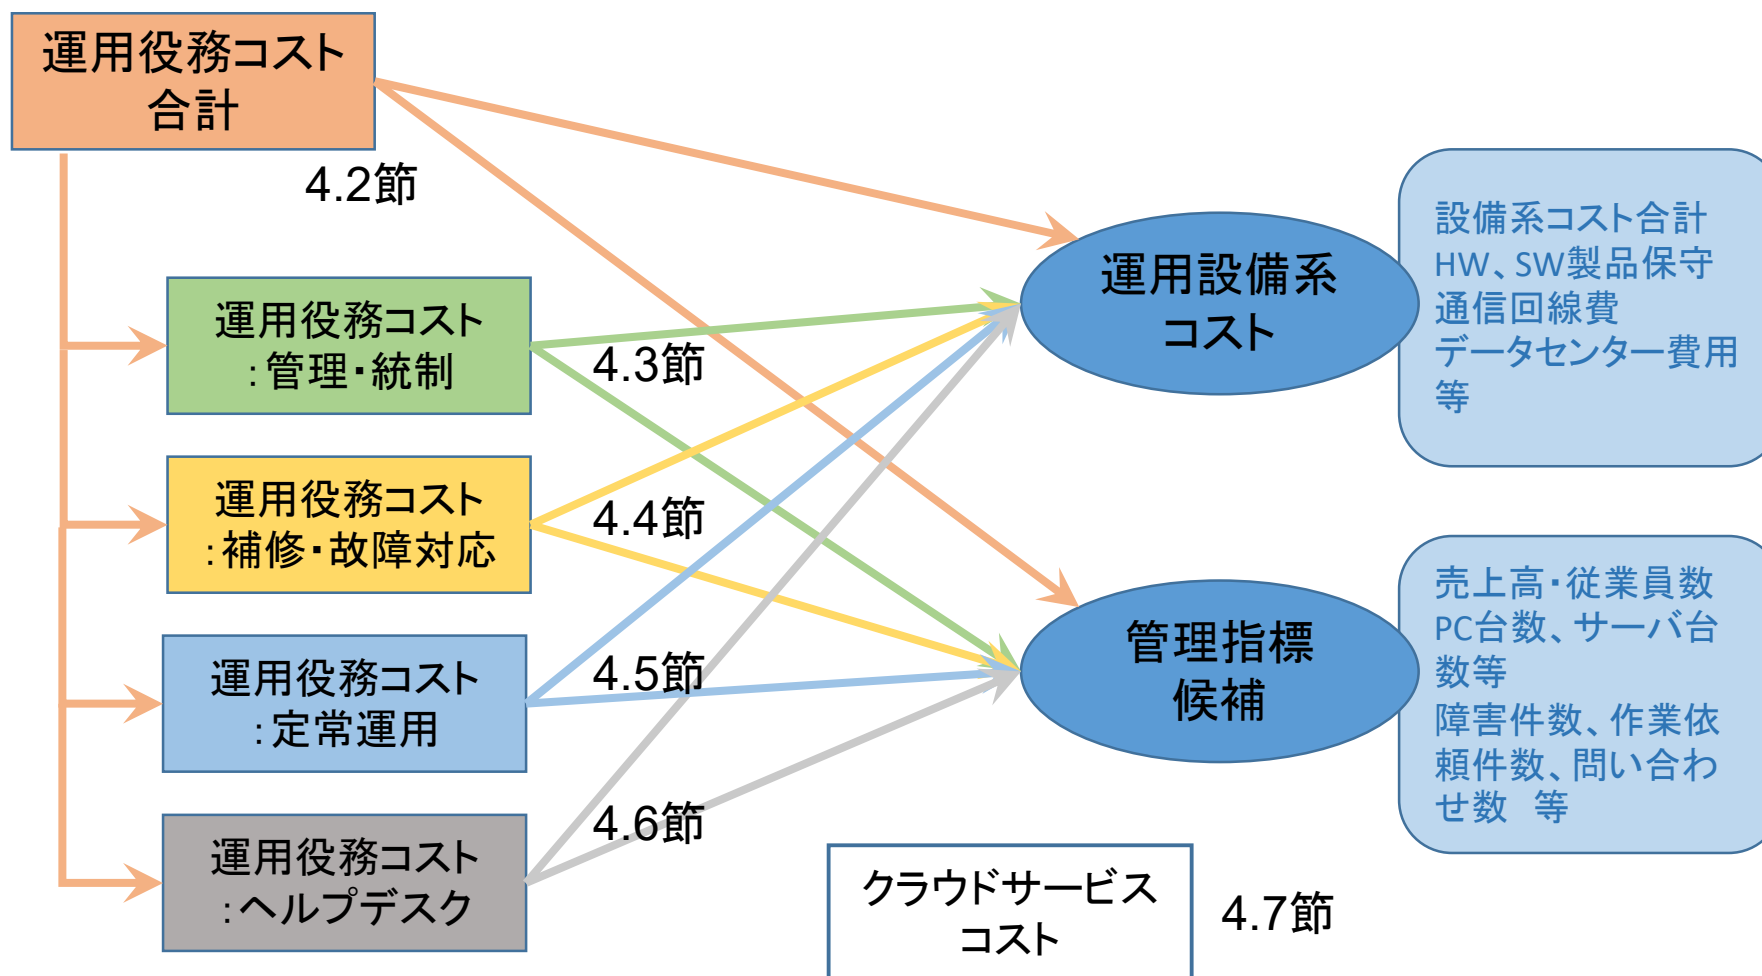 運用役務コスト
合計
4.2節
運用役務コスト
：管理・統制
4.3節
運用役務コスト
：補修・故障対応
4.4節
運用役務コスト
：定常運用
4.5節
運用役務コスト
：ヘルプデスク
4.6節
運用設備系
コスト
設備系コスト合計
HW、SW製品保守
通信回線費
データセンター費用
等
管理指標
候補
売上高・従業員数
PC台数、サーバ台
数等
障害件数、作業依
頼件数、問い合わ
せ数　等
クラウドサービス
コスト
4.7節